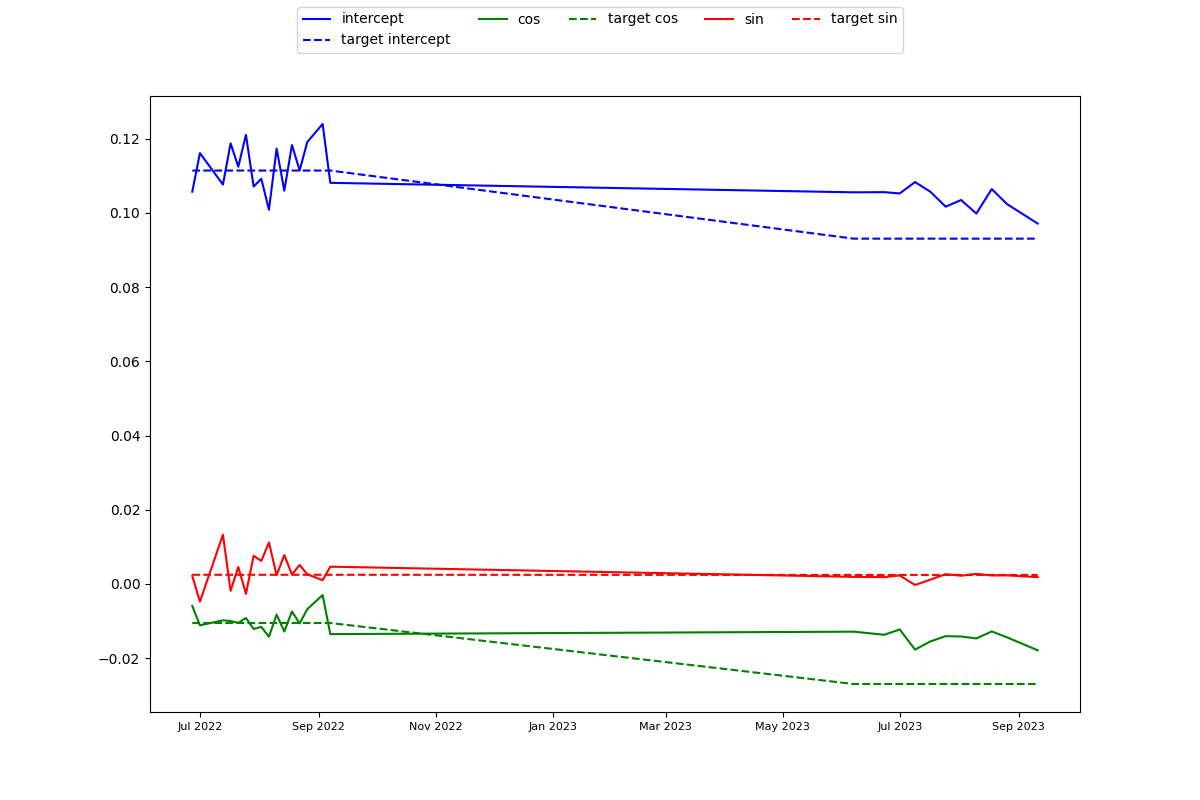 intercept cos target cos sin target sin
target intercept
0.12
0.10
0.08
0.06
0.04
0.02
0.00
−0.02
Jul 2022 Sep 2022 Nov 2022 Jan 2023 Mar 2023 May 2023 Jul 2023 Sep 2023